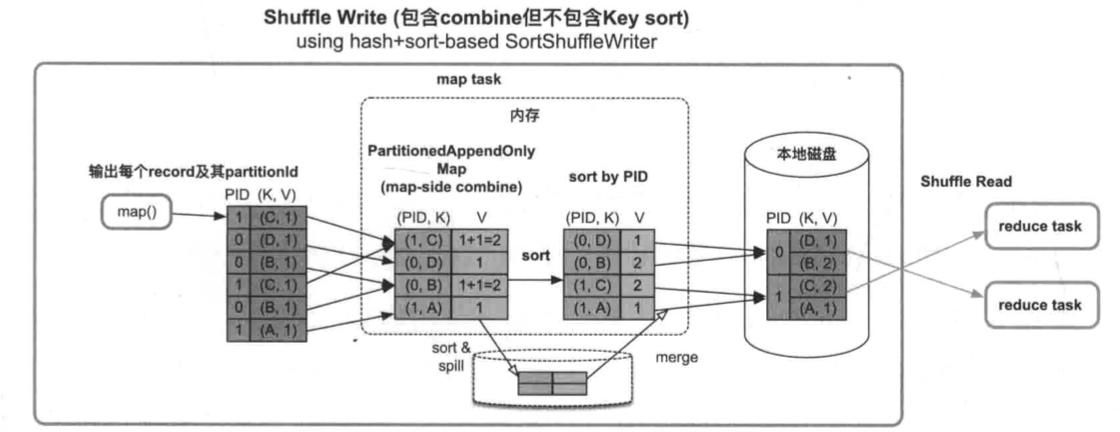 Shuffle Write (包含combine但不包含Key sort)
using hash+sort-based SortShuffleWriter
map task
内存
输出每个record及其partitionId
PID (K, V)
map()
1 (C, 1)
0 (D, 1)
0 (B, 1)
1 (C, 1)
0 (B, 1)
1 (A, 1)
PartitionedAppendOnly
Map
(map-side combine)
(PID, K) V
(1, C) 1+1=2
(0, D) 1
(0, B) 1+1=2
(1, A) 1
sort
sort by PID
(PID, K) V
(0, D) 1
(0, B) 2
(1, C) 2
(1, A) 1
sort &
spill
merge
本地磁盘
PID (K, V)
0 (D, 1)
(B, 2)
1 (C, 2)
(A, 1)
Shuffle Read
reduce task
reduce task